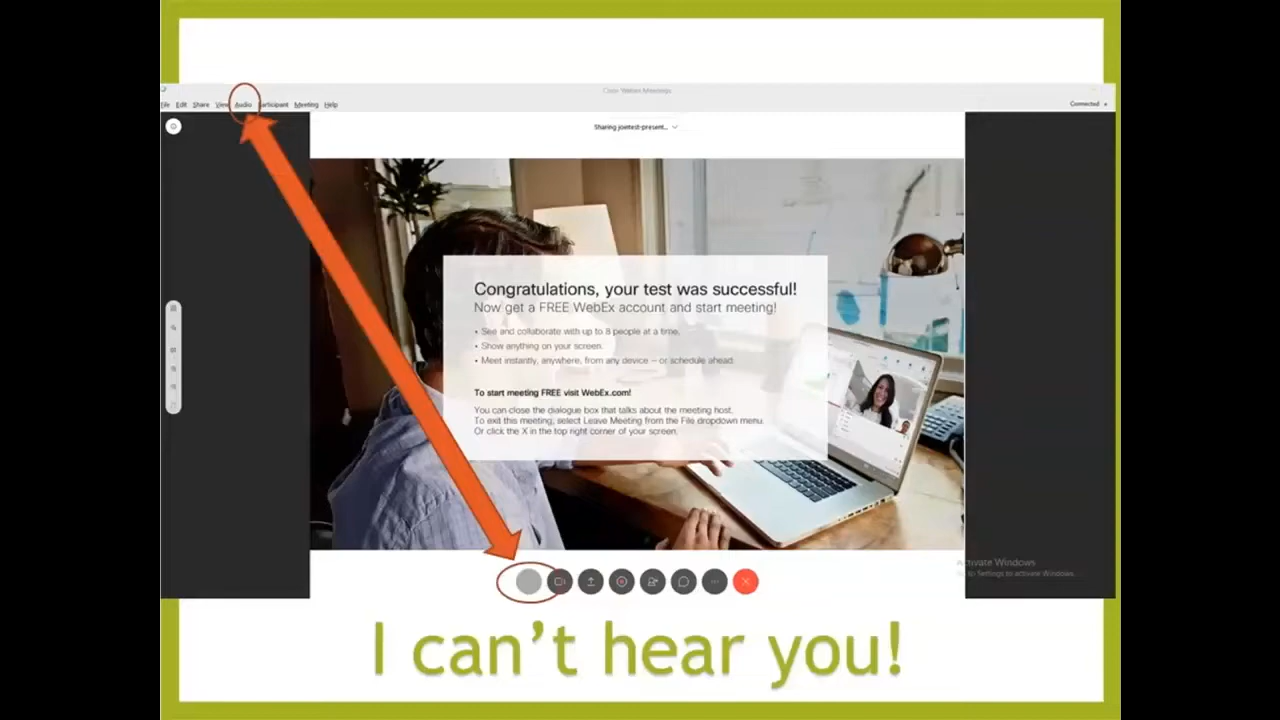 Cisco Webex Meetings
File Edit Share View Audio Participant Meeting Help
Connected
Sharing jointest-present...
Congratulations, your test was successful!
Now get a FREE WebEx account and start meeting!
• See and collaborate with up to 8 people at a time.
• Show anything on your screen.
• Meet instantly, anywhere, from any device – or schedule ahead.
To start meeting FREE visit WebEx.com!
You can close the dialogue box that talks about the meeting host.
To exit this meeting, select Leave Meeting from the File dropdown menu.
Or click the X in the top right corner of your screen.
Activate Windows
Go to Settings to activate Windows.
I can't hear you!